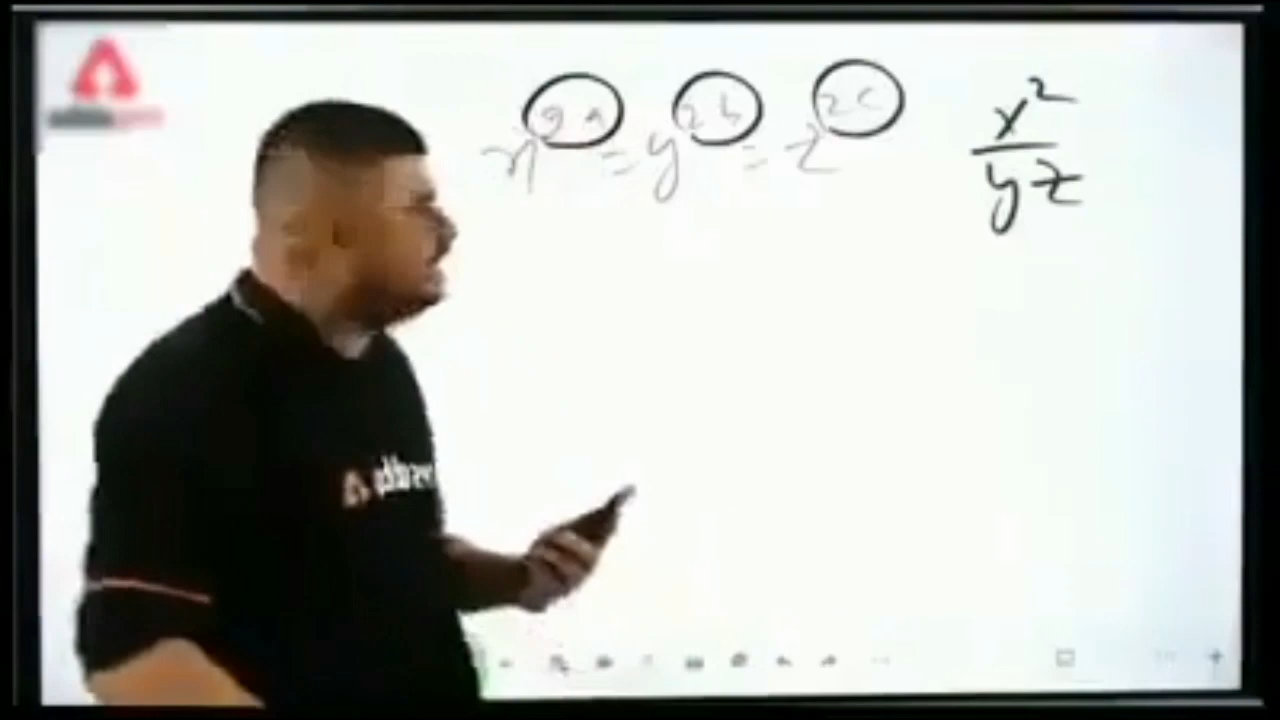 x^{2a} = y^{2b} = z^{2c}
x^2
yz